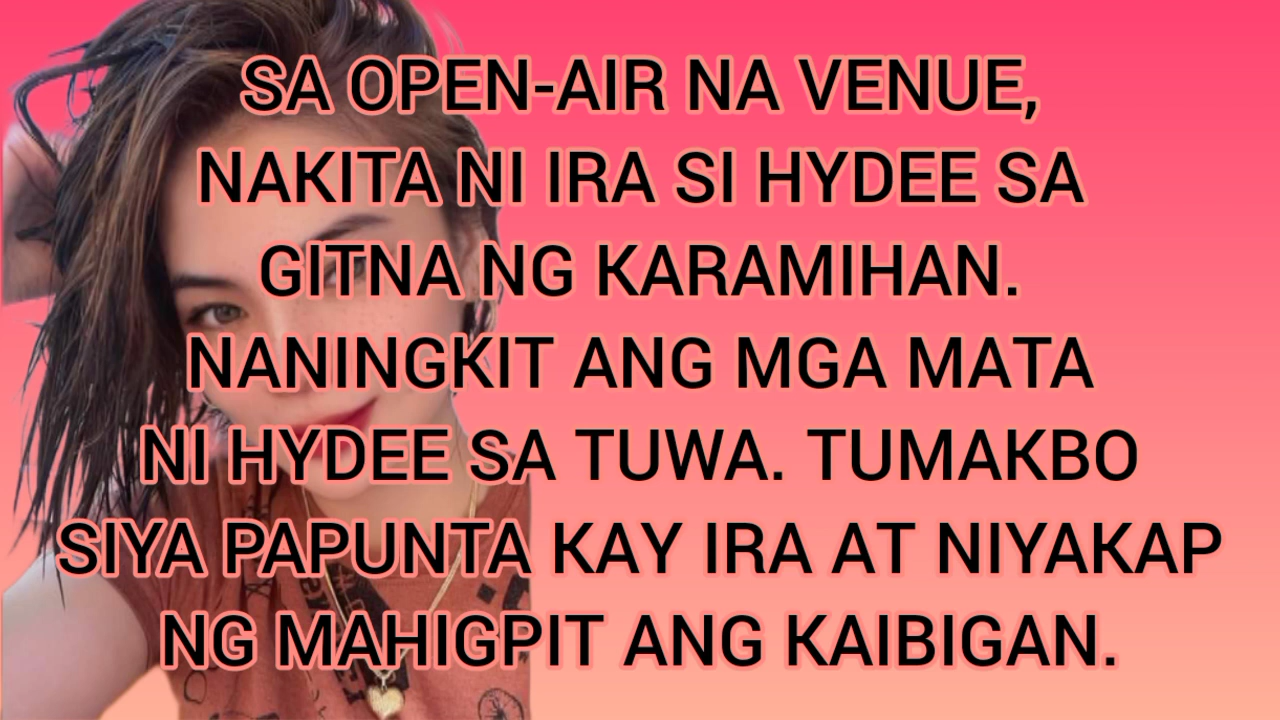 SA OPEN-AIR NA VENUE,
NAKITA NI IRA SI HYDEE SA
GITNA NG KARAMIHAN.
NANINGKIT ANG MGA MATA
NI HYDEE SA TUWA. TUMAKBO
SIYA PAPUNTA KAY IRA AT NIYAKAP
NG MAHIGPIT ANG KAIBIGAN.